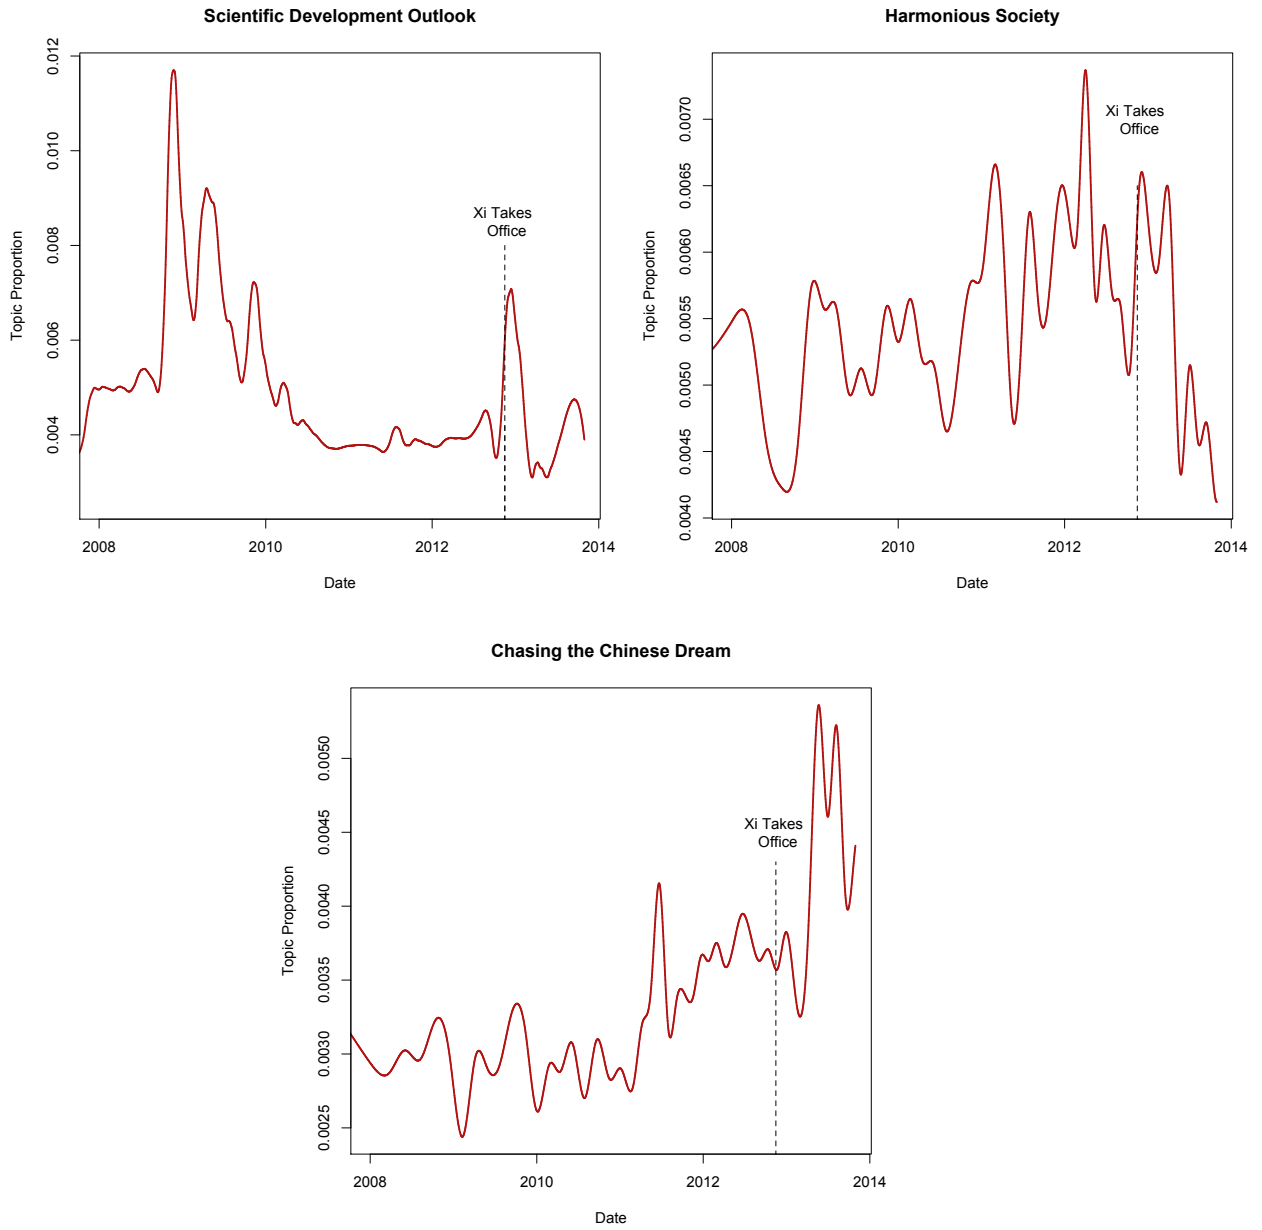 Scientific Development Outlook
Topic Proportion
0.012
0.010
0.008
0.006
0.004
Xi Takes
Office
2008
2010
2012
2014
Date
Harmonious Society
Topic Proportion
0.0070
0.0065
0.0060
0.0055
0.0050
0.0045
0.0040
Xi Takes
Office
2008
2010
2012
2014
Date
Chasing the Chinese Dream
Topic Proportion
0.0050
0.0045
0.0040
0.0035
0.0030
0.0025
Xi Takes
Office
2008
2010
2012
2014
Date